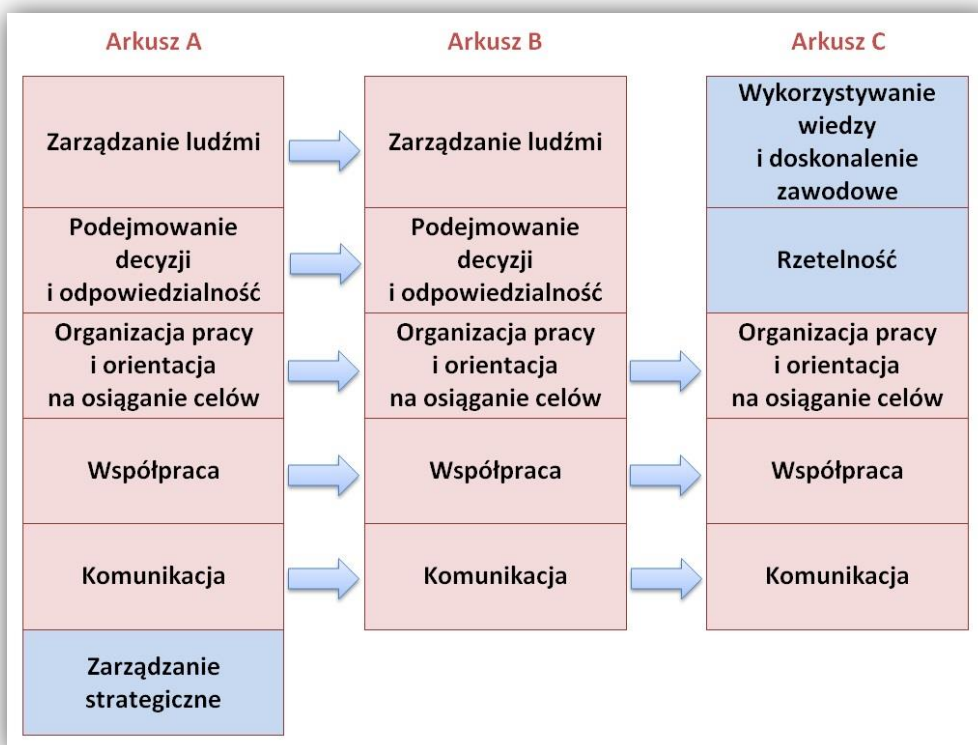 Arkusz A
Arkusz B
Arkusz C
Zarządzanie ludźmi
Zarządzanie ludźmi
Wykorzystywanie
wiedzy
i doskonalenie
zawodowe
Podejmowanie
decyzji
i odpowiedzialność
Podejmowanie
decyzji
i odpowiedzialność
Rzetelność
Organizacja pracy
i orientacja
na osiąganie celów
Organizacja pracy
i orientacja
na osiąganie celów
Organizacja pracy
i orientacja
na osiąganie celów
Współpraca
Współpraca
Współpraca
Komunikacja
Komunikacja
Komunikacja
Zarządzanie
strategiczne